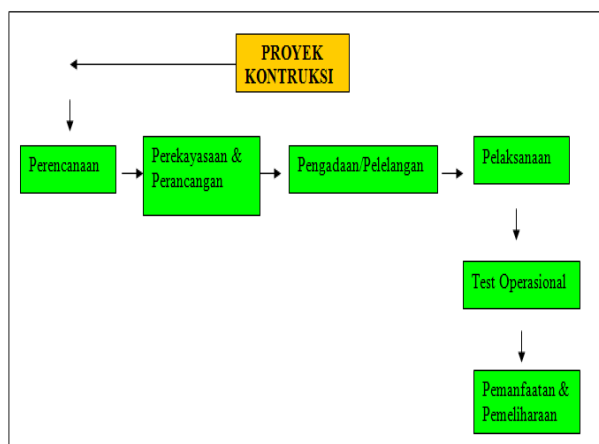 PROYEK
KONTRUKSI
Perencanaan
Perekayasaan &
Perancangan
Pengadaan/Pelelangan
Pelaksanaan
Test Operasional
Pemanfaatan &
Pemeliharaan